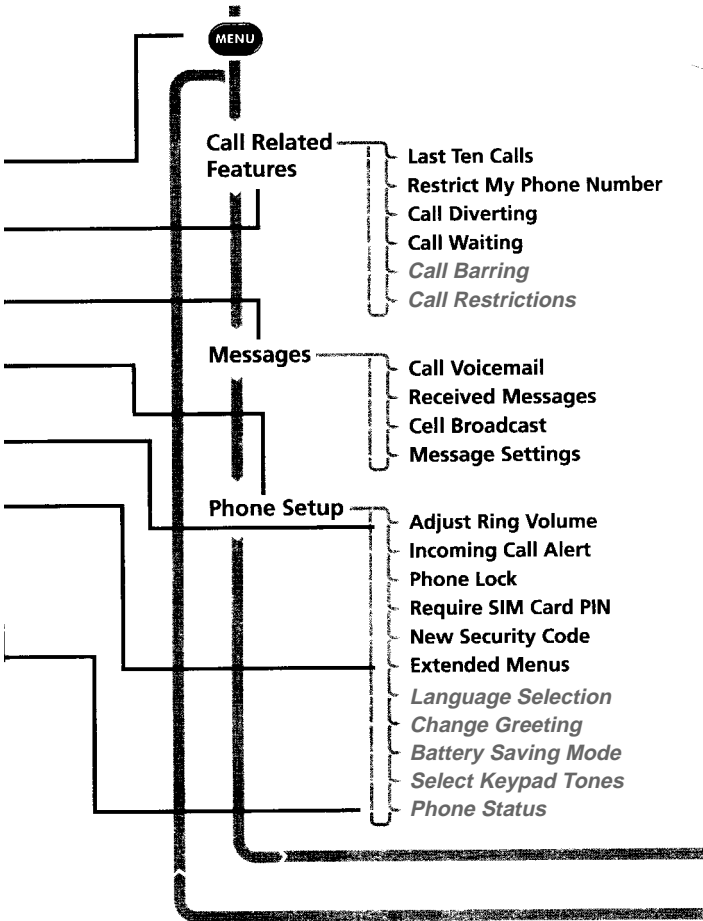 MENU
Call Related
Features
Last Ten Calls
Restrict My Phone Number
Call Diverting
Call Waiting
Call Barring
Call Restrictions
Messages
Call Voicemail
Received Messages
Cell Broadcast
Message Settings
Phone Setup
Adjust Ring Volume
Incoming Call Alert
Phone Lock
Require SIM Card PIN
New Security Code
Extended Menus
Language Selection
Change Greeting
Battery Saving Mode
Select Keypad Tones
Phone Status